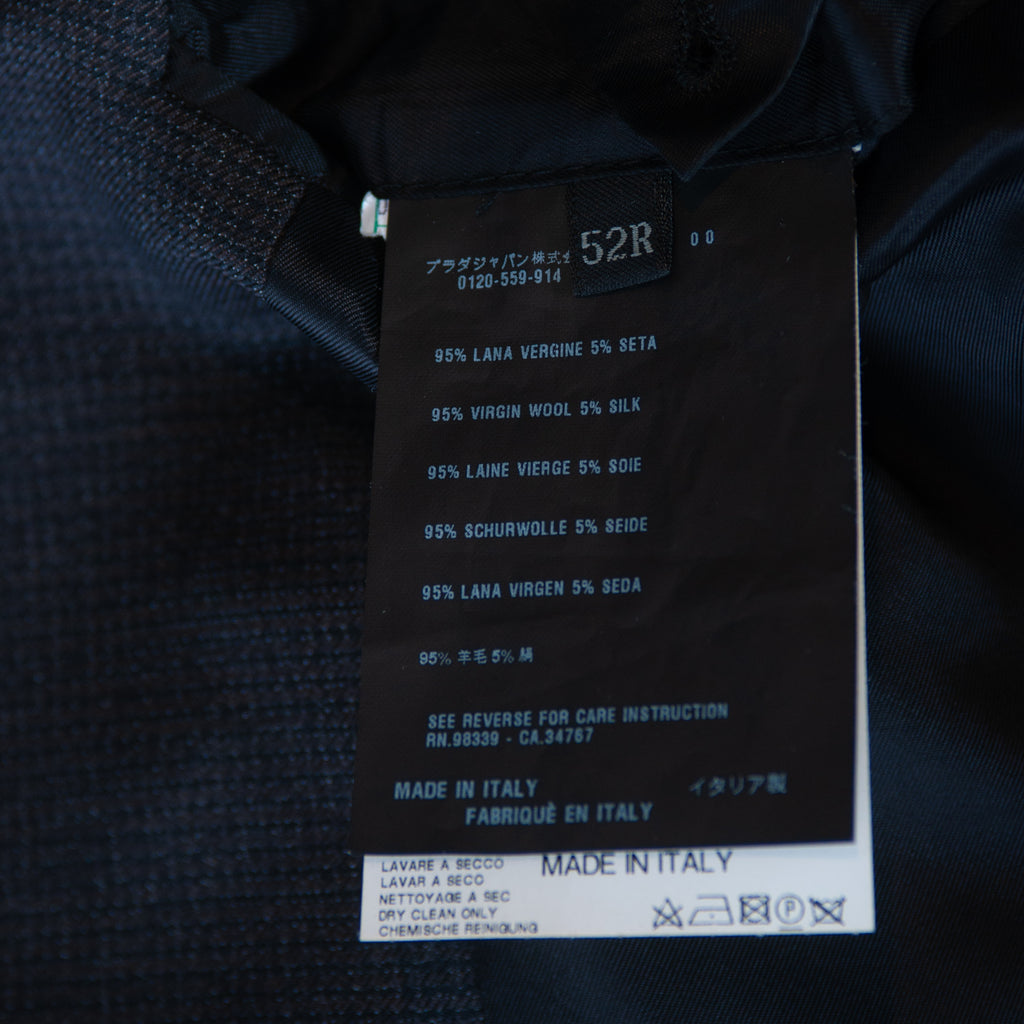 52R
00
プラダジャパン株式
0120-559-914
95% LANA VERGINE 5% SETA
95% VIRGIN WOOL 5% SILK
95% LAINE VIERGE 5% SOIE
95% SCHURWOLLE 5% SEIDE
95% LANA VIRGEN 5% SEDA
95% 羊毛 5% 絹
SEE REVERSE FOR CARE INSTRUCTION
RN.98339 - CA.34767
MADE IN ITALY イタリア製
FABRIQUÈ EN ITALY
LAVARE A SECCO
LAVAR A SECO
NETTOYAGE A SEC
DRY CLEAN ONLY
CHEMISCHE REINIGUNG
MADE IN ITALY
P